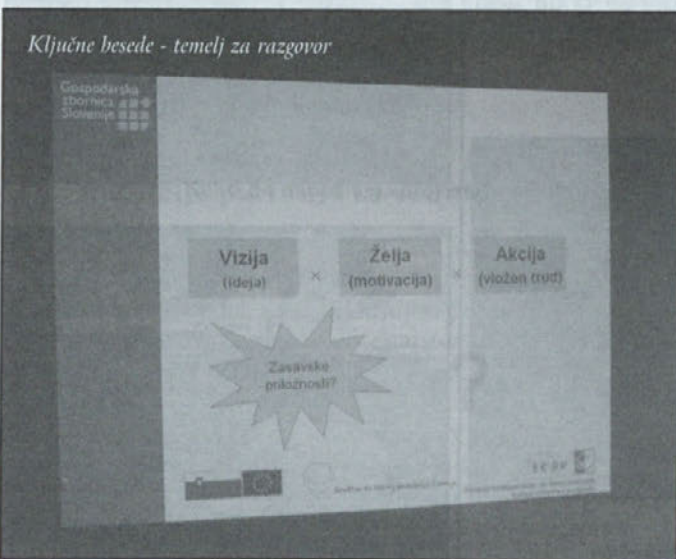 Ključne besede - temelj za razgovor
Gospodarska
zbornica
Slovenije
Vizija
(ideja)
×
Želja
(motivacija)
×
Akcija
(vložen trud)
Zasavske
priložnosti?